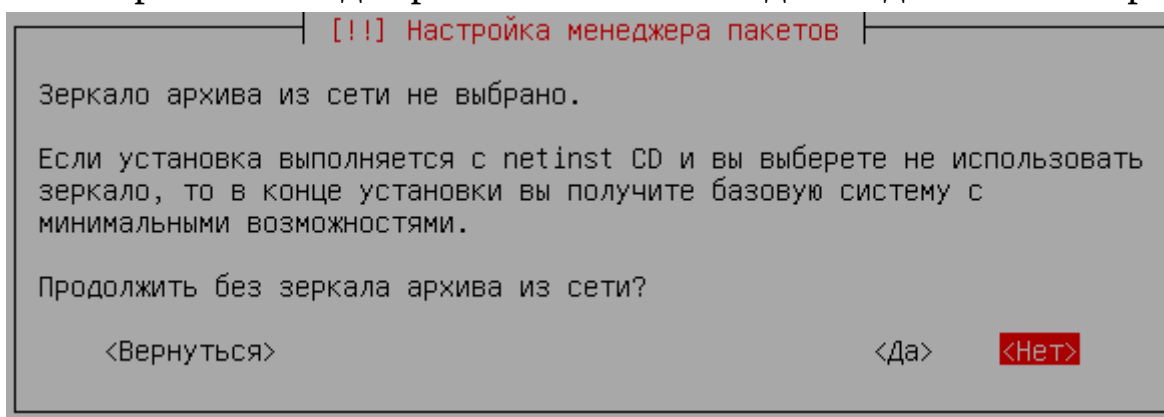 [!!] Настройка менеджера пакетов
Зеркало архива из сети не выбрано.
Если установка выполняется с netinst CD и вы выберете не использовать
зеркало, то в конце установки вы получите базовую систему с
минимальными возможностями.
Продолжить без зеркала архива из сети?
<Вернуться> <Да> <Нет>